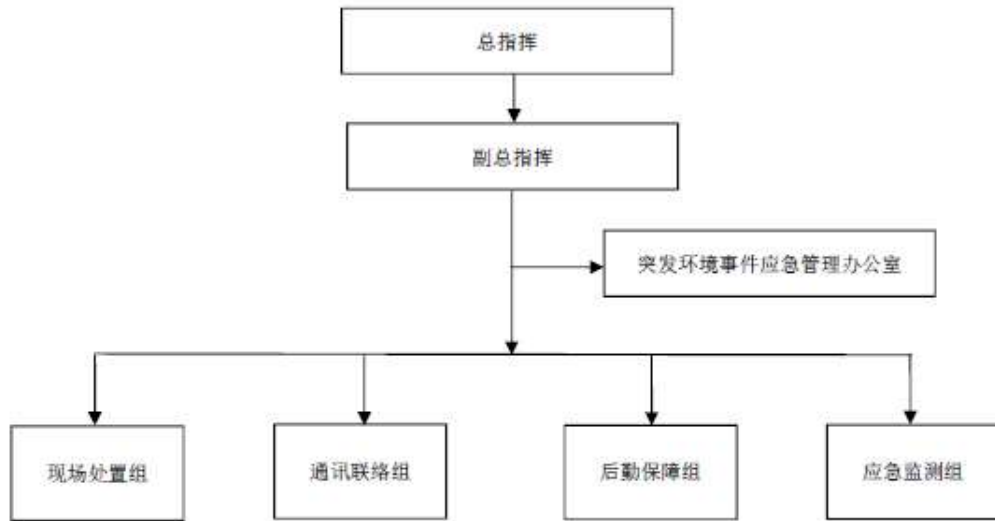 总指挥
副总指挥
突发环境事件应急管理办公室
现场处置组
通讯联络组
后勤保障组
应急监测组